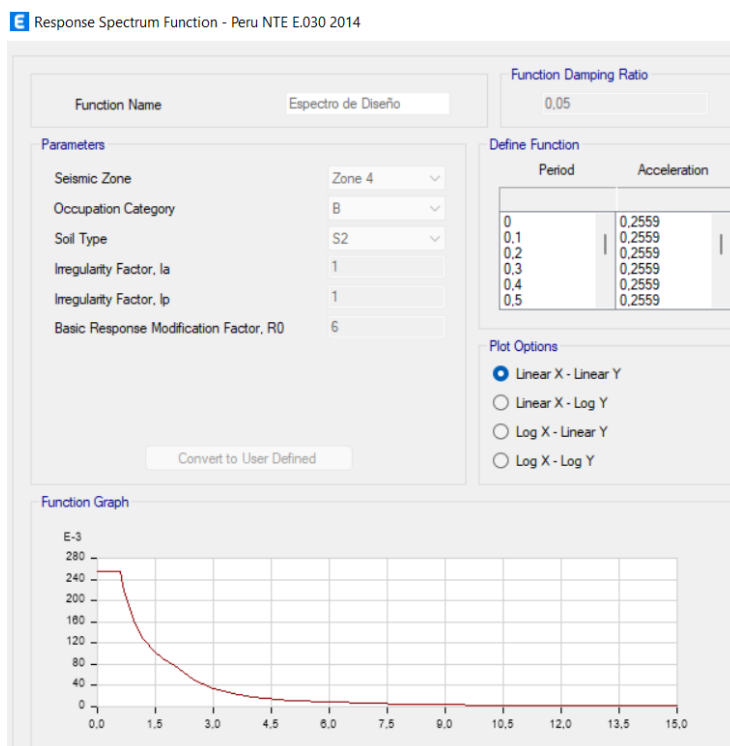 E Response Spectrum Function - Peru NTE E.030 2014
Function Name
Espectro de Diseño
Function Damping Ratio
0,05
Parameters
Seismic Zone
Zone 4
Occupation Category
B
Soil Type
S2
Irregularity Factor, Ia
1
Irregularity Factor, Ip
1
Basic Response Modification Factor, R0
6
Convert to User Defined
Define Function
Period Acceleration
0 0,2559
0,1 0,2559
0,2 0,2559
0,3 0,2559
0,4 0,2559
0,5 0,2559
Plot Options
Linear X - Linear Y
Linear X - Log Y
Log X - Linear Y
Log X - Log Y
Function Graph
E-3
280
240
200
160
120
80
40
0
0,0 1,5 3,0 4,5 6,0 7,5 9,0 10,5 12,0 13,5 15,0